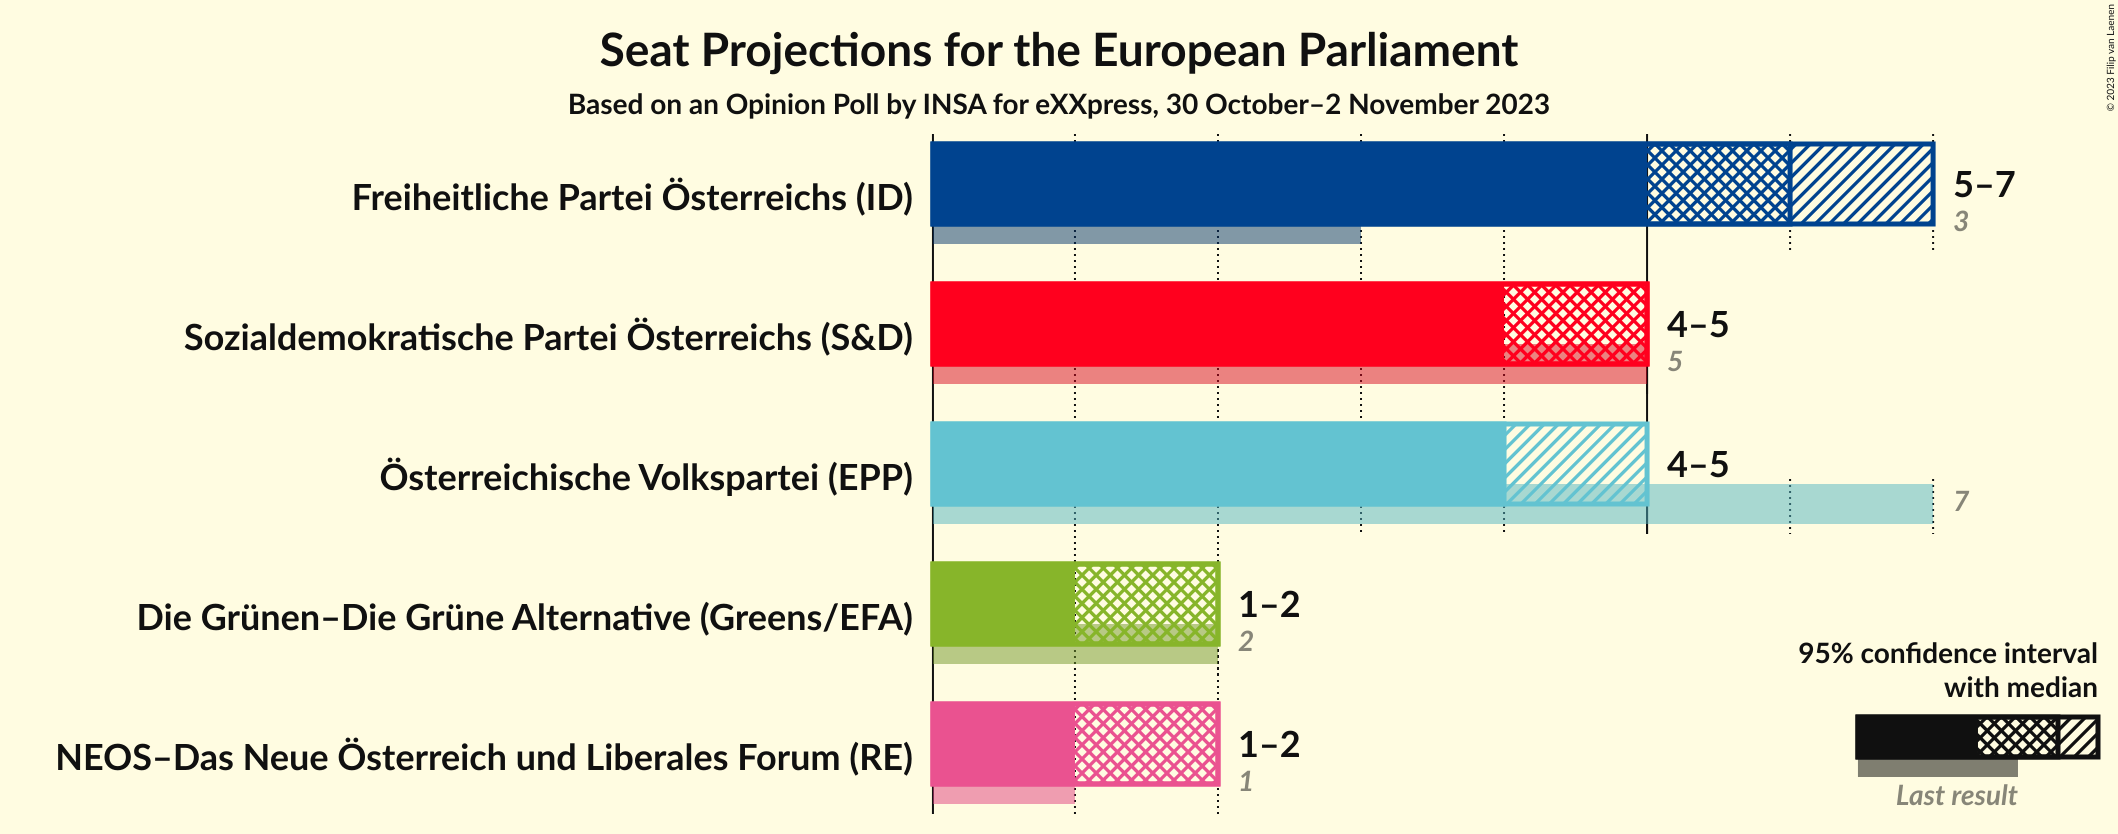 Seat Projections for the European Parliament
Based on an Opinion Poll by INSA for eXXpress, 30 October–2 November 2023
© 2023 Filip van Laenen
Freiheitliche Partei Österreichs (ID)
5–7
3
Sozialdemokratische Partei Österreichs (S&D)
4–5
5
Österreichische Volkspartei (EPP)
4–5
7
Die Grünen–Die Grüne Alternative (Greens/EFA)
1–2
2
NEOS–Das Neue Österreich und Liberales Forum (RE)
1–2
1
95% confidence interval
with median
Last result